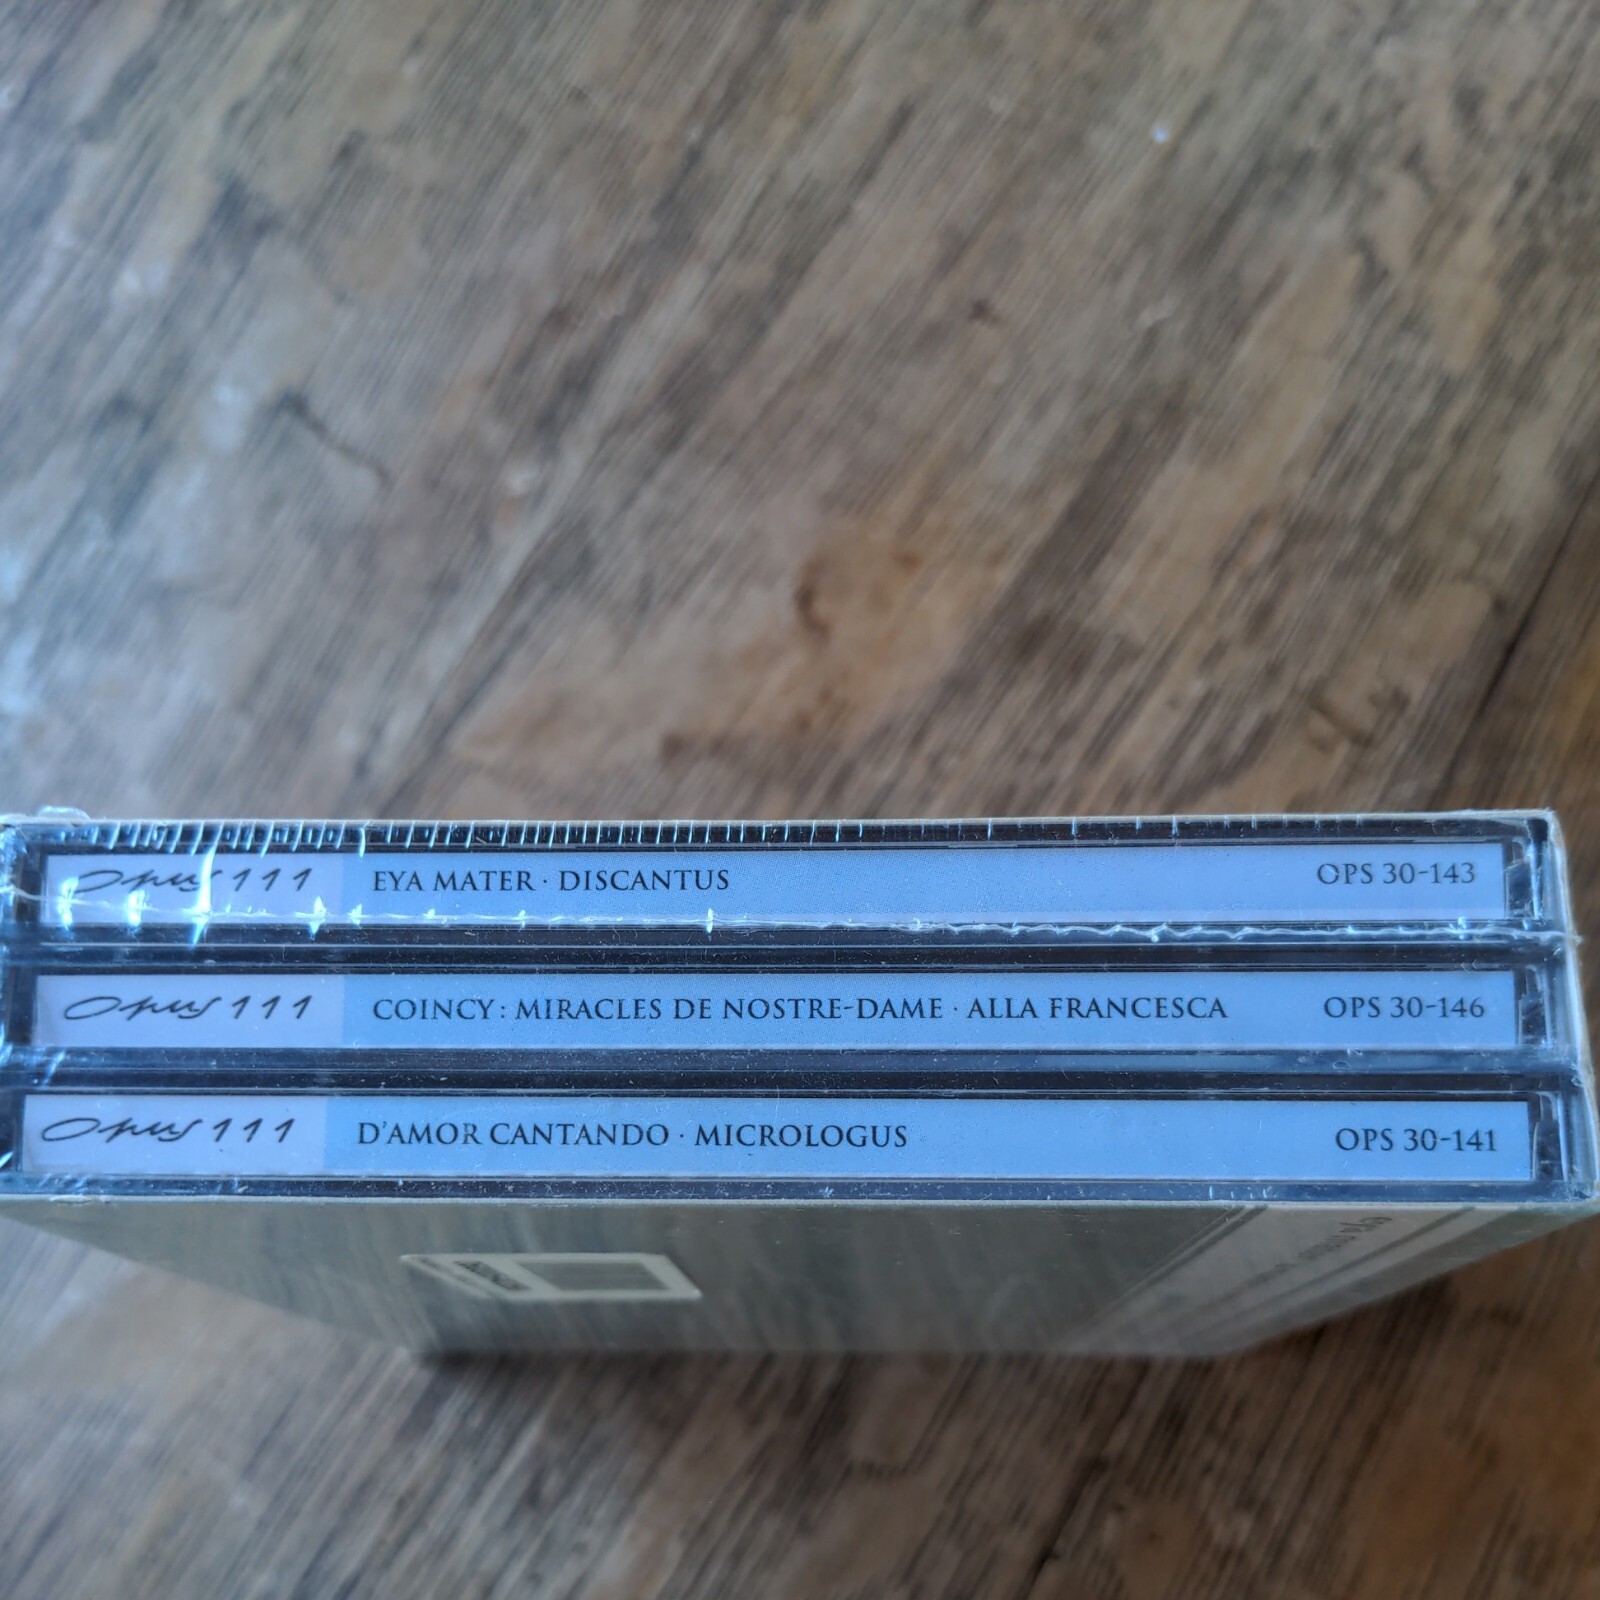 Opus 111 EYA MATER · DISCANTUS OPS 30-143
Opus 111 COINCY : MIRACLES DE NOSTRE-DAME · ALLA FRANCESCA OPS 30-146
Opus 111 D'AMOR CANTANDO · MICROLOGUS OPS 30-141